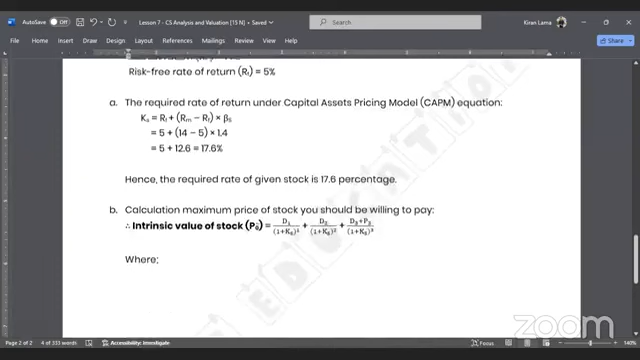 AutoSave Off Lesson 7 - CS Analysis and Valuation [15 N] • Saved Search Kiran Lama
File Home Insert Draw Design Layout References Mailings Review View Help Share
Risk-free rate of return (Rf) = 5%
a. The required rate of return under Capital Assets Pricing Model (CAPM) equation:
Ks = Rf + (Rm – Rf) × βs
= 5 + (14 – 5) × 1.4
= 5 + 12.6 = 17.6%
Hence, the required rate of given stock is 17.6 percentage.
b. Calculation maximum price of stock you should be willing to pay:
∴ Intrinsic value of stock (P0) = D1/(1+Ks)^1 + D2/(1+Ks)^2 + D3+P3/(1+Ks)^3
Where;
EDUCATION
zoom
Page 2 of 2 4 of 333 words Accessibility: Investigate Focus 140%